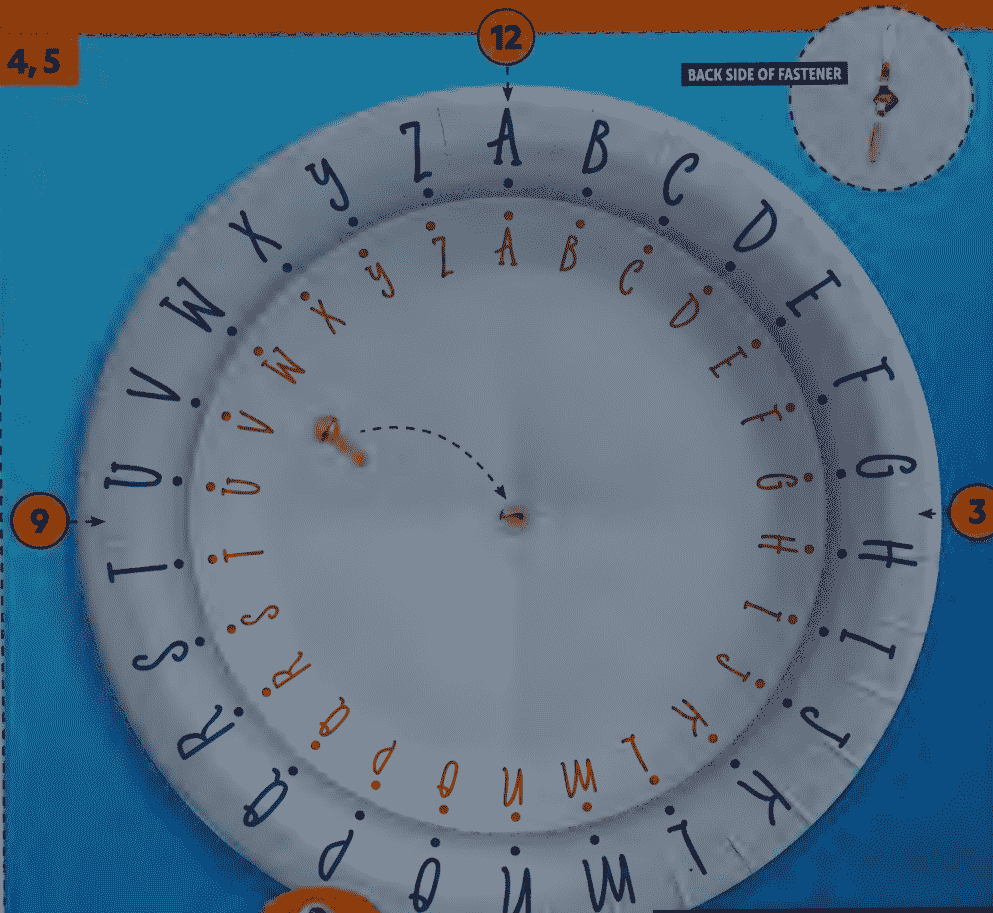 4, 5
12
BACK SIDE OF FASTENER
A B C D E F G H I J K L M N O P Q R S T U V W X Y Z
A B C D E F G H I J K L M N O P Q R S T U V W X Y Z
9
3